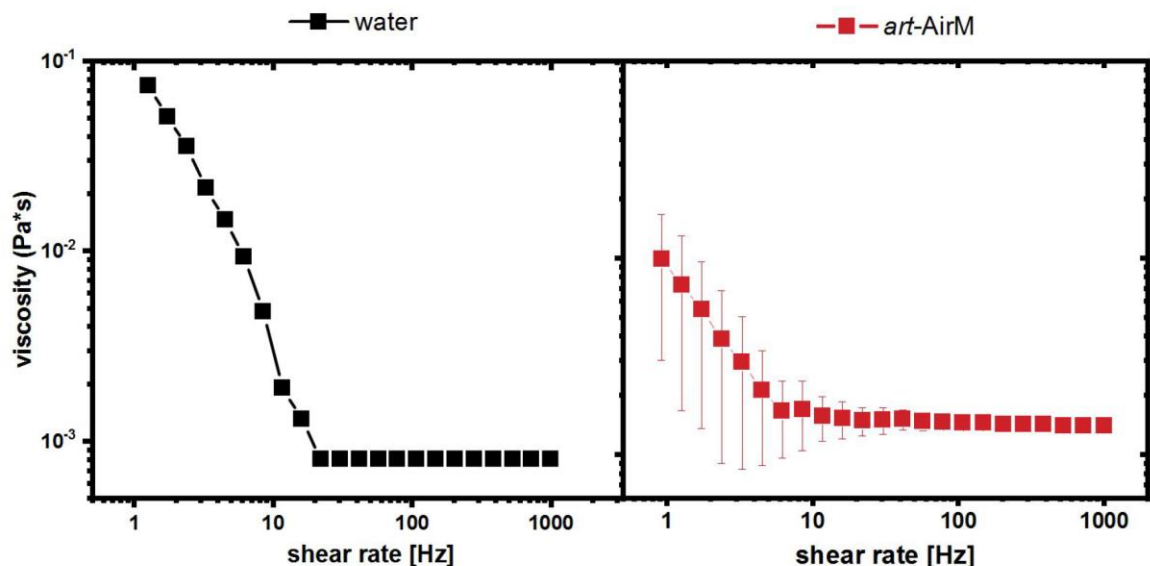 water art-AirM
10⁻¹
10⁻²
10⁻³
viscosity (Pa*s)
1 10 100 1000 1 10 100 1000
shear rate [Hz] shear rate [Hz]